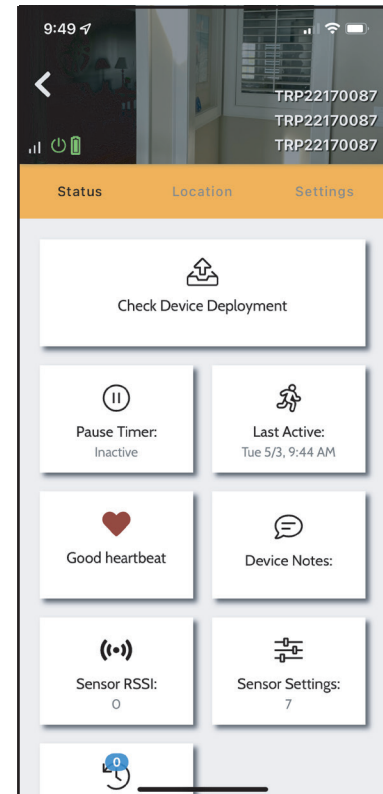 9:49
TRP22170087
TRP22170087
TRP22170087
Status Location Settings
Check Device Deployment
Pause Timer:
Inactive
Last Active:
Tue 5/3, 9:44 AM
Good heartbeat
Device Notes:
Sensor RSSI:
0
Sensor Settings:
7
0